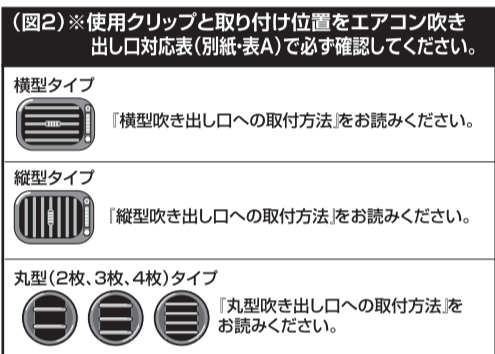 (図2)※使用クリップと取り付け位置をエアコン吹き
出し口対応表(別紙・表A)で必ず確認してください。
横型タイプ
『横型吹き出し口への取付方法』をお読みください。
縦型タイプ
『縦型吹き出し口への取付方法』をお読みください。
丸型(2枚、3枚、4枚)タイプ
『丸型吹き出し口への取付方法』を
お読みください。